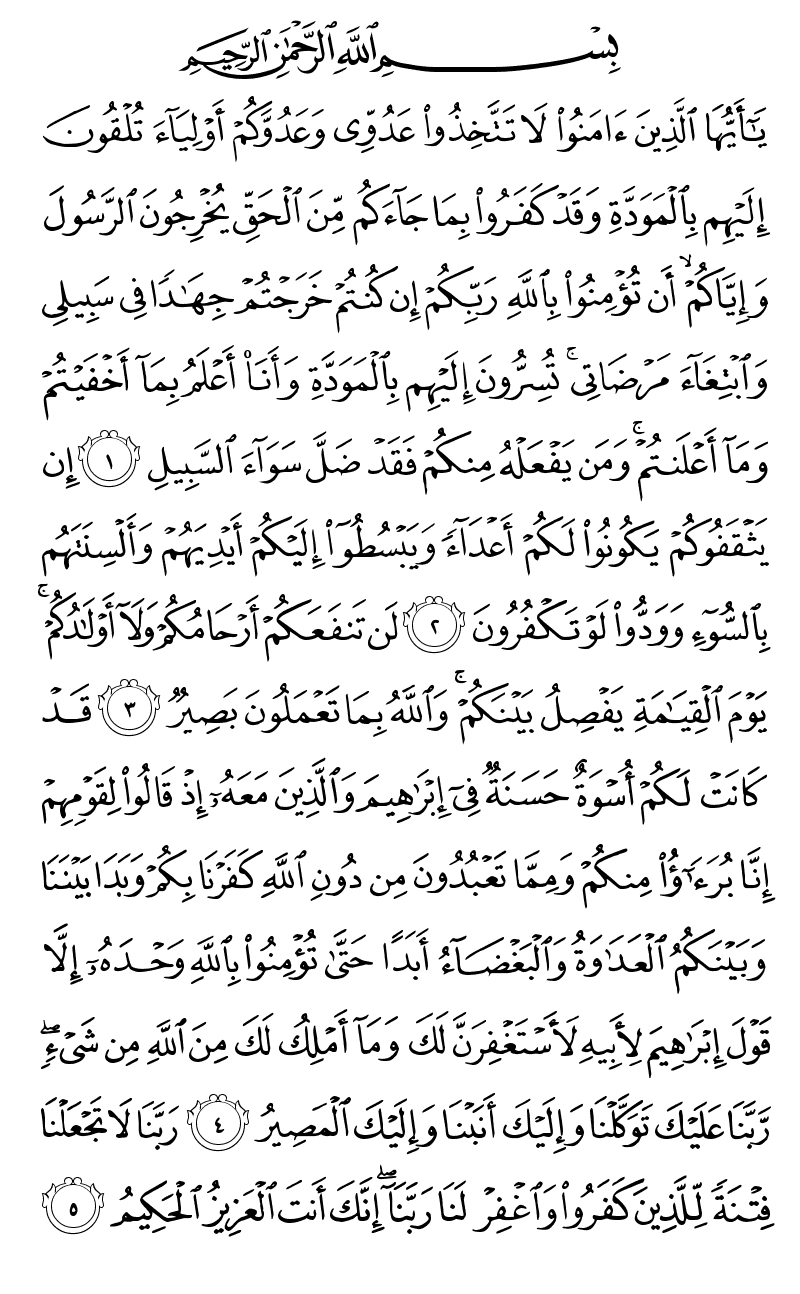 بِسْمِ ٱللَّهِ ٱلرَّحْمَٰنِ ٱلرَّحِيمِ
يَٰٓأَيُّهَا ٱلَّذِينَ ءَامَنُوا۟ لَا تَتَّخِذُوا۟ عَدُوِّى وَعَدُوَّكُمْ أَوْلِيَآءَ تُلْقُونَ
إِلَيْهِم بِٱلْمَوَدَّةِ وَقَدْ كَفَرُوا۟ بِمَا جَآءَكُم مِّنَ ٱلْحَقِّ يُخْرِجُونَ ٱلرَّسُولَ
وَإِيَّاكُمْ ۙ أَن تُؤْمِنُوا۟ بِٱللَّهِ رَبِّكُمْ إِن كُنتُمْ خَرَجْتُمْ جِهَٰدًا فِى سَبِيلِى
وَٱبْتِغَآءَ مَرْضَاتِى ۚ تُسِرُّونَ إِلَيْهِم بِٱلْمَوَدَّةِ وَأَنَا۠ أَعْلَمُ بِمَآ أَخْفَيْتُمْ
وَمَآ أَعْلَنتُمْ ۚ وَمَن يَفْعَلْهُ مِنكُمْ فَقَدْ ضَلَّ سَوَآءَ ٱلسَّبِيلِ ١ إِن
يَثْقَفُوكُمْ يَكُونُوا۟ لَكُمْ أَعْدَآءً وَيَبْسُطُوٓا۟ إِلَيْكُمْ أَيْدِيَهُمْ وَأَلْسِنَتَهُم
بِٱلسُّوٓءِ وَوَدُّوا۟ لَوْ تَكْفُرُونَ ٢ لَن تَنفَعَكُمْ أَرْحَامُكُمْ وَلَآ أَوْلَٰدُكُمْ ۚ
يَوْمَ ٱلْقِيَٰمَةِ يَفْصِلُ بَيْنَكُمْ ۚ وَٱللَّهُ بِمَا تَعْمَلُونَ بَصِيرٌ ٣ قَدْ
كَانَتْ لَكُمْ أُسْوَةٌ حَسَنَةٌ فِىٓ إِبْرَٰهِيمَ وَٱلَّذِينَ مَعَهُۥٓ إِذْ قَالُوا۟ لِقَوْمِهِمْ
إِنَّا بُرَءَٰٓؤُا۟ مِنكُمْ وَمِمَّا تَعْبُدُونَ مِن دُونِ ٱللَّهِ كَفَرْنَا بِكُمْ وَبَدَا بَيْنَنَا
وَبَيْنَكُمُ ٱلْعَدَٰوَةُ وَٱلْبَغْضَآءُ أَبَدًا حَتَّىٰ تُؤْمِنُوا۟ بِٱللَّهِ وَحْدَهُۥٓ إِلَّا
قَوْلَ إِبْرَٰهِيمَ لِأَبِيهِ لَأَسْتَغْفِرَنَّ لَكَ وَمَآ أَمْلِكُ لَكَ مِنَ ٱللَّهِ مِن شَىْءٍ ۖ
رَّبَّنَا عَلَيْكَ تَوَكَّلْنَا وَإِلَيْكَ أَنَبْنَا وَإِلَيْكَ ٱلْمَصِيرُ ٤ رَبَّنَا لَا تَجْعَلْنَا
فِتْنَةً لِّلَّذِينَ كَفَرُوا۟ وَٱغْفِرْ لَنَا رَبَّنَآ ۖ إِنَّكَ أَنتَ ٱلْعَزِيزُ ٱلْحَكِيمُ ٥